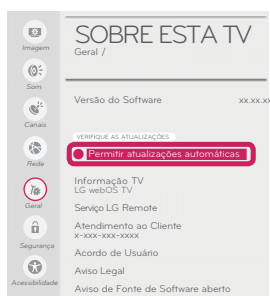 SOBRE ESTA TV
Geral /
Imagem
Som
Versão do Software xx.xx.xx
Canais
VERIFIQUE AS ATUALIZAÇÕES
Permitir atualizações automáticas
Rede
Informação TV
LG webOS TV
Geral
Serviço LG Remote
Atendimento ao Cliente
x-xxx-xxx-xxxx
Segurança
Acordo de Usuário
Aviso Legal
Acessibilidade
Aviso de Fonte de Software aberto